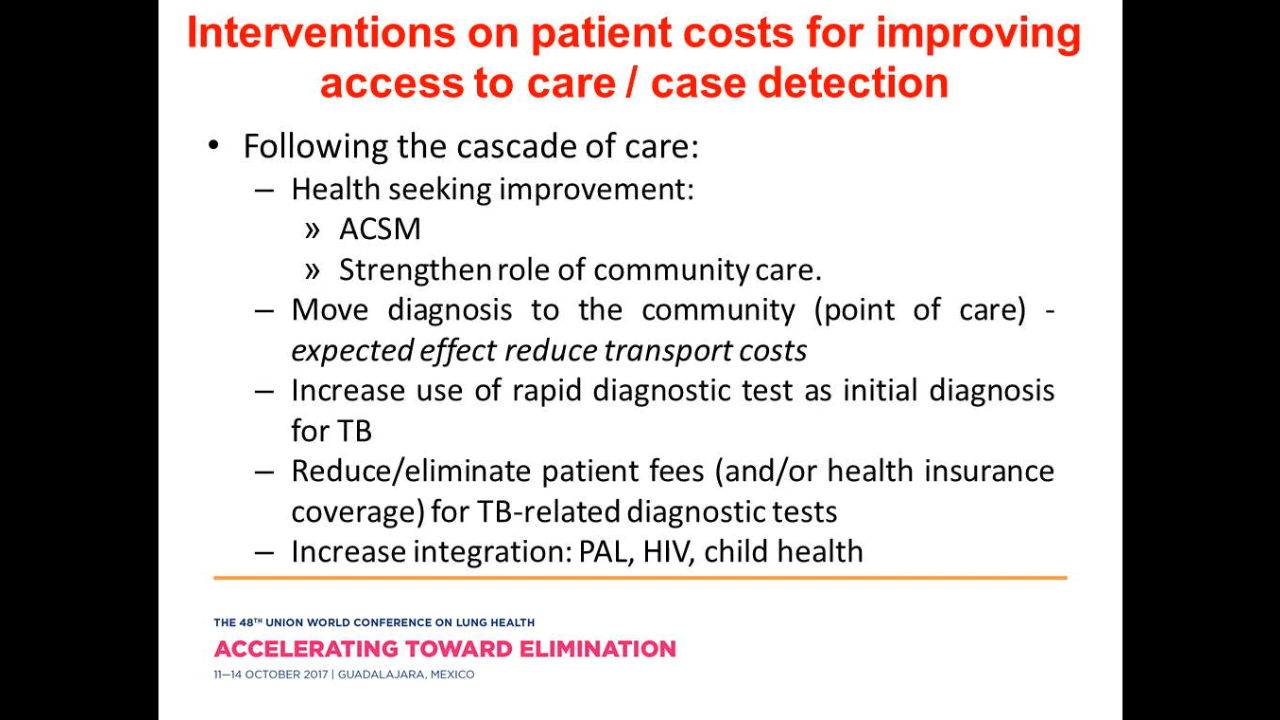 Interventions on patient costs for improving
access to care / case detection
• Following the cascade of care:
– Health seeking improvement:
» ACSM
» Strengthen role of community care.
– Move diagnosis to the community (point of care) -
expected effect reduce transport costs
– Increase use of rapid diagnostic test as initial diagnosis
for TB
– Reduce/eliminate patient fees (and/or health insurance
coverage) for TB-related diagnostic tests
– Increase integration: PAL, HIV, child health
THE 48TH UNION WORLD CONFERENCE ON LUNG HEALTH
ACCELERATING TOWARD ELIMINATION
11–14 OCTOBER 2017 | GUADALAJARA, MEXICO